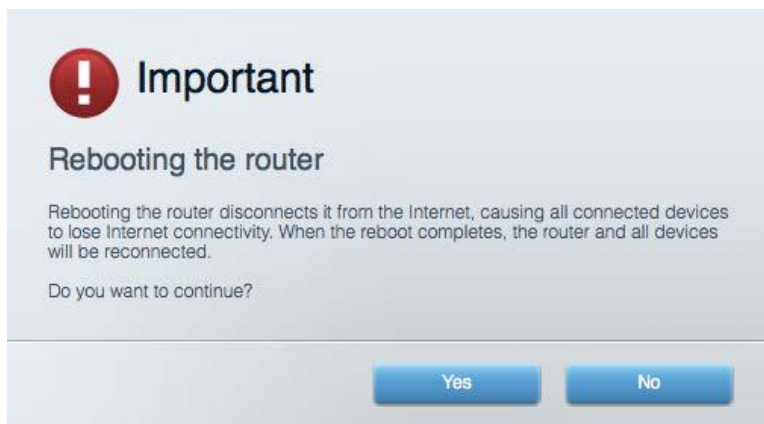 Important
Rebooting the router
Rebooting the router disconnects it from the Internet, causing all connected devices
to lose Internet connectivity. When the reboot completes, the router and all devices
will be reconnected.
Do you want to continue?
Yes No